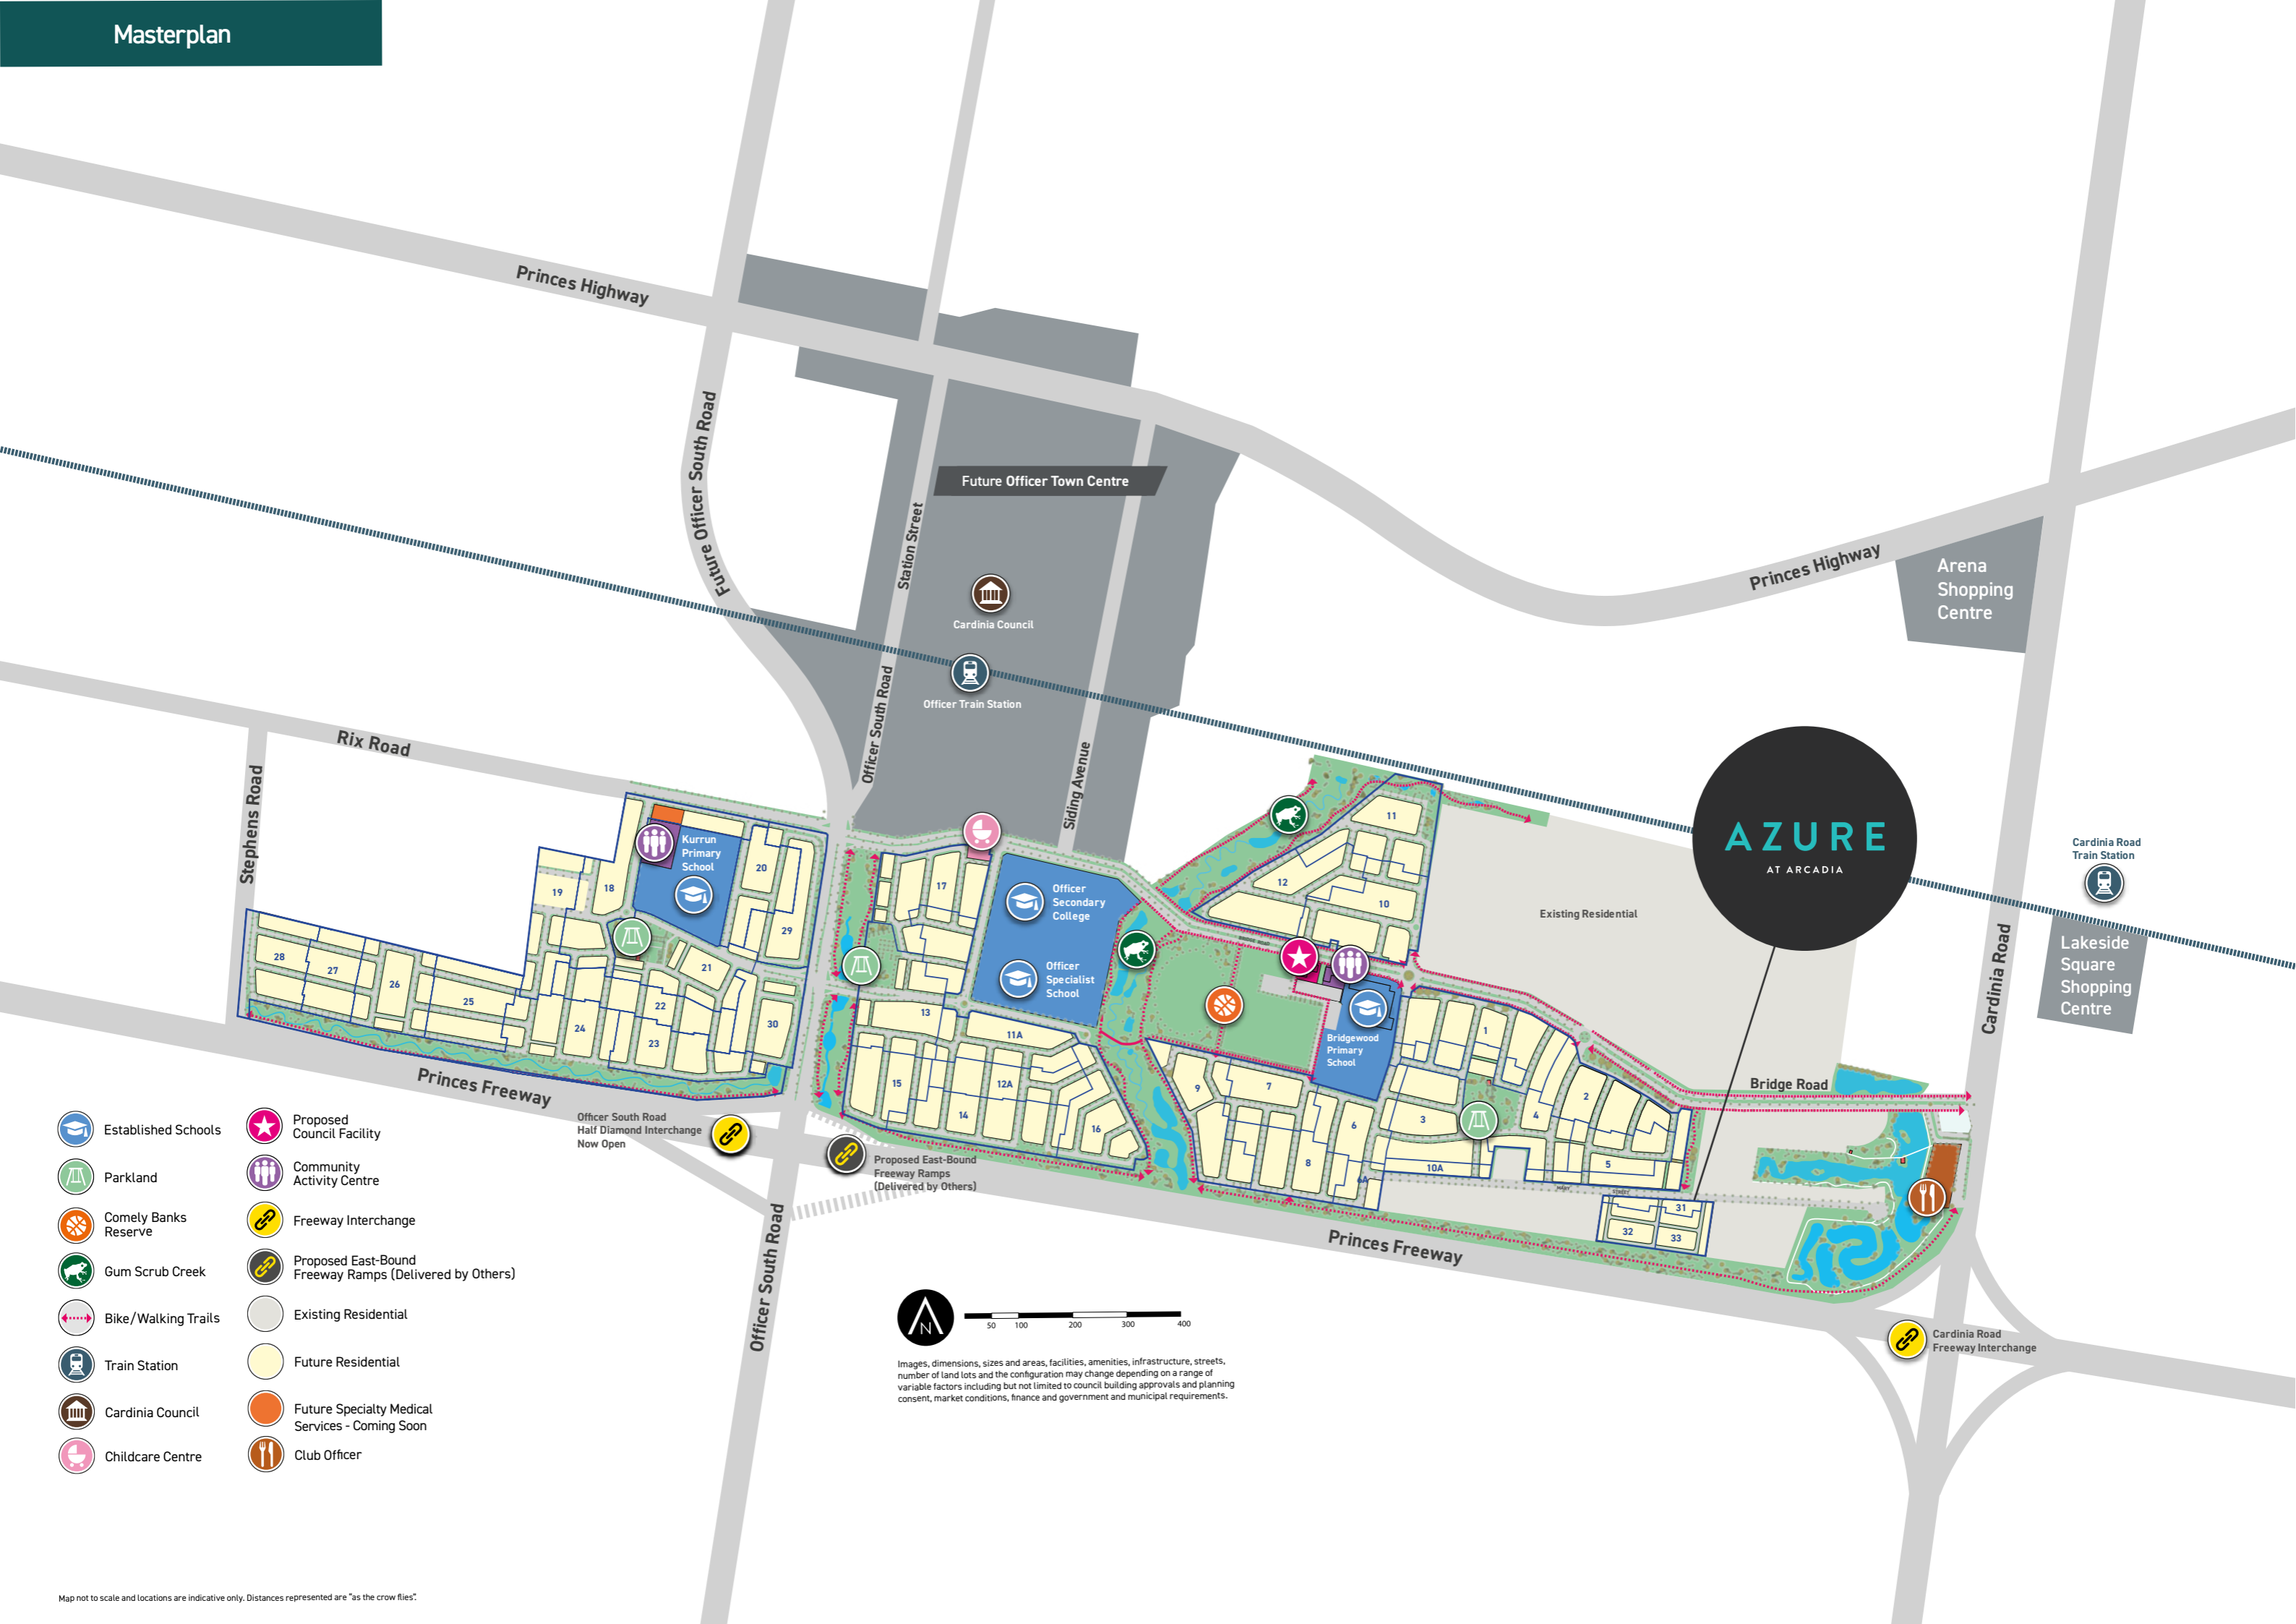 Masterplan
Princes Highway
Future Officer South Road
Station Street
Future Officer Town Centre
Cardinia Council
Officer Train Station
Officer South Road
Siding Avenue
Princes Highway
Arena
Shopping
Centre
Rix Road
Stephens Road
AZURE
AT ARCADIA
Cardinia Road
Train Station
Lakeside
Square
Shopping
Centre
Cardinia Road
Existing Residential
Bridge Road
Kurrun
Primary
School
Officer
Secondary
College
Officer
Specialist
School
BRIDGE ROAD
Bridgewood
Primary
School
20
19
18
29
28
27
26
25
21
22
24
23
30
17
13
11A
15
12A
14
16
11
12
10
1
9
7
2
4
3
6
8
10A
5
6A
31
32
33
STREET
Princes Freeway
Officer South Road
Half Diamond Interchange
Now Open
Proposed East-Bound
Freeway Ramps
(Delivered by Others)
Officer South Road
Princes Freeway
Cardinia Road
Freeway Interchange
Established Schools
Parkland
Comely Banks
Reserve
Gum Scrub Creek
Bike/Walking Trails
Train Station
Cardinia Council
Childcare Centre
Proposed
Council Facility
Community
Activity Centre
Freeway Interchange
Proposed East-Bound
Freeway Ramps (Delivered by Others)
Existing Residential
Future Residential
Future Specialty Medical
Services - Coming Soon
Club Officer
N
50 100 200 300 400
Images, dimensions, sizes and areas, facilities, amenities, infrastructure, streets,
number of land lots and the configuration may change depending on a range of
variable factors including but not limited to council building approvals and planning
consent, market conditions, finance and government and municipal requirements.
Map not to scale and locations are indicative only. Distances represented are "as the crow flies".